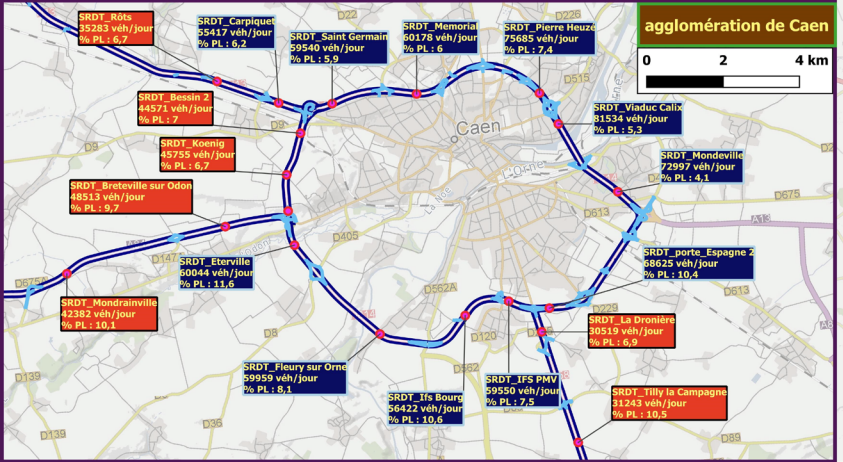 agglomération de Caen
0 2 4 km
SRDT_Rôts
35283 véh/jour
% PL : 6,7
SRDT_Carpiquet
55417 véh/jour
% PL : 6,2
SRDT_Saint Germain
59540 véh/jour
% PL : 5,9
SRDT_Memorial
60178 véh/jour
% PL : 6
SRDT_Pierre Heuzé
75685 véh/jour
% PL : 7,4
SRDT_Bessin 2
44571 véh/jour
% PL : 7
SRDT_Viaduc Calix
81534 véh/jour
% PL : 5,3
SRDT_Koenig
45755 véh/jour
% PL : 6,7
SRDT_Mondeville
72997 véh/jour
% PL : 4,1
SRDT_Breteville sur Odon
48513 véh/jour
% PL : 9,7
SRDT_Eterville
60044 véh/jour
% PL : 11,6
SRDT_porte_Espagne 2
68625 véh/jour
% PL : 10,4
SRDT_Mondrainville
42382 véh/jour
% PL : 10,1
SRDT_La Dronière
30519 véh/jour
% PL : 6,9
SRDT_Fleury sur Orne
59959 véh/jour
% PL : 8,1
SRDT_Ifs Bourg
56422 véh/jour
% PL : 10,6
SRDT_IFS PMV
59550 véh/jour
% PL : 7,5
SRDT_Tilly la Campagne
31243 véh/jour
% PL : 10,5
Caen
L'Orne
D22
D226
D515
D9
D9
D675
A13
D613
D613
D405
D147
D675A
D562A
D229
D120
D562
D8
D139
D139
D36
D89